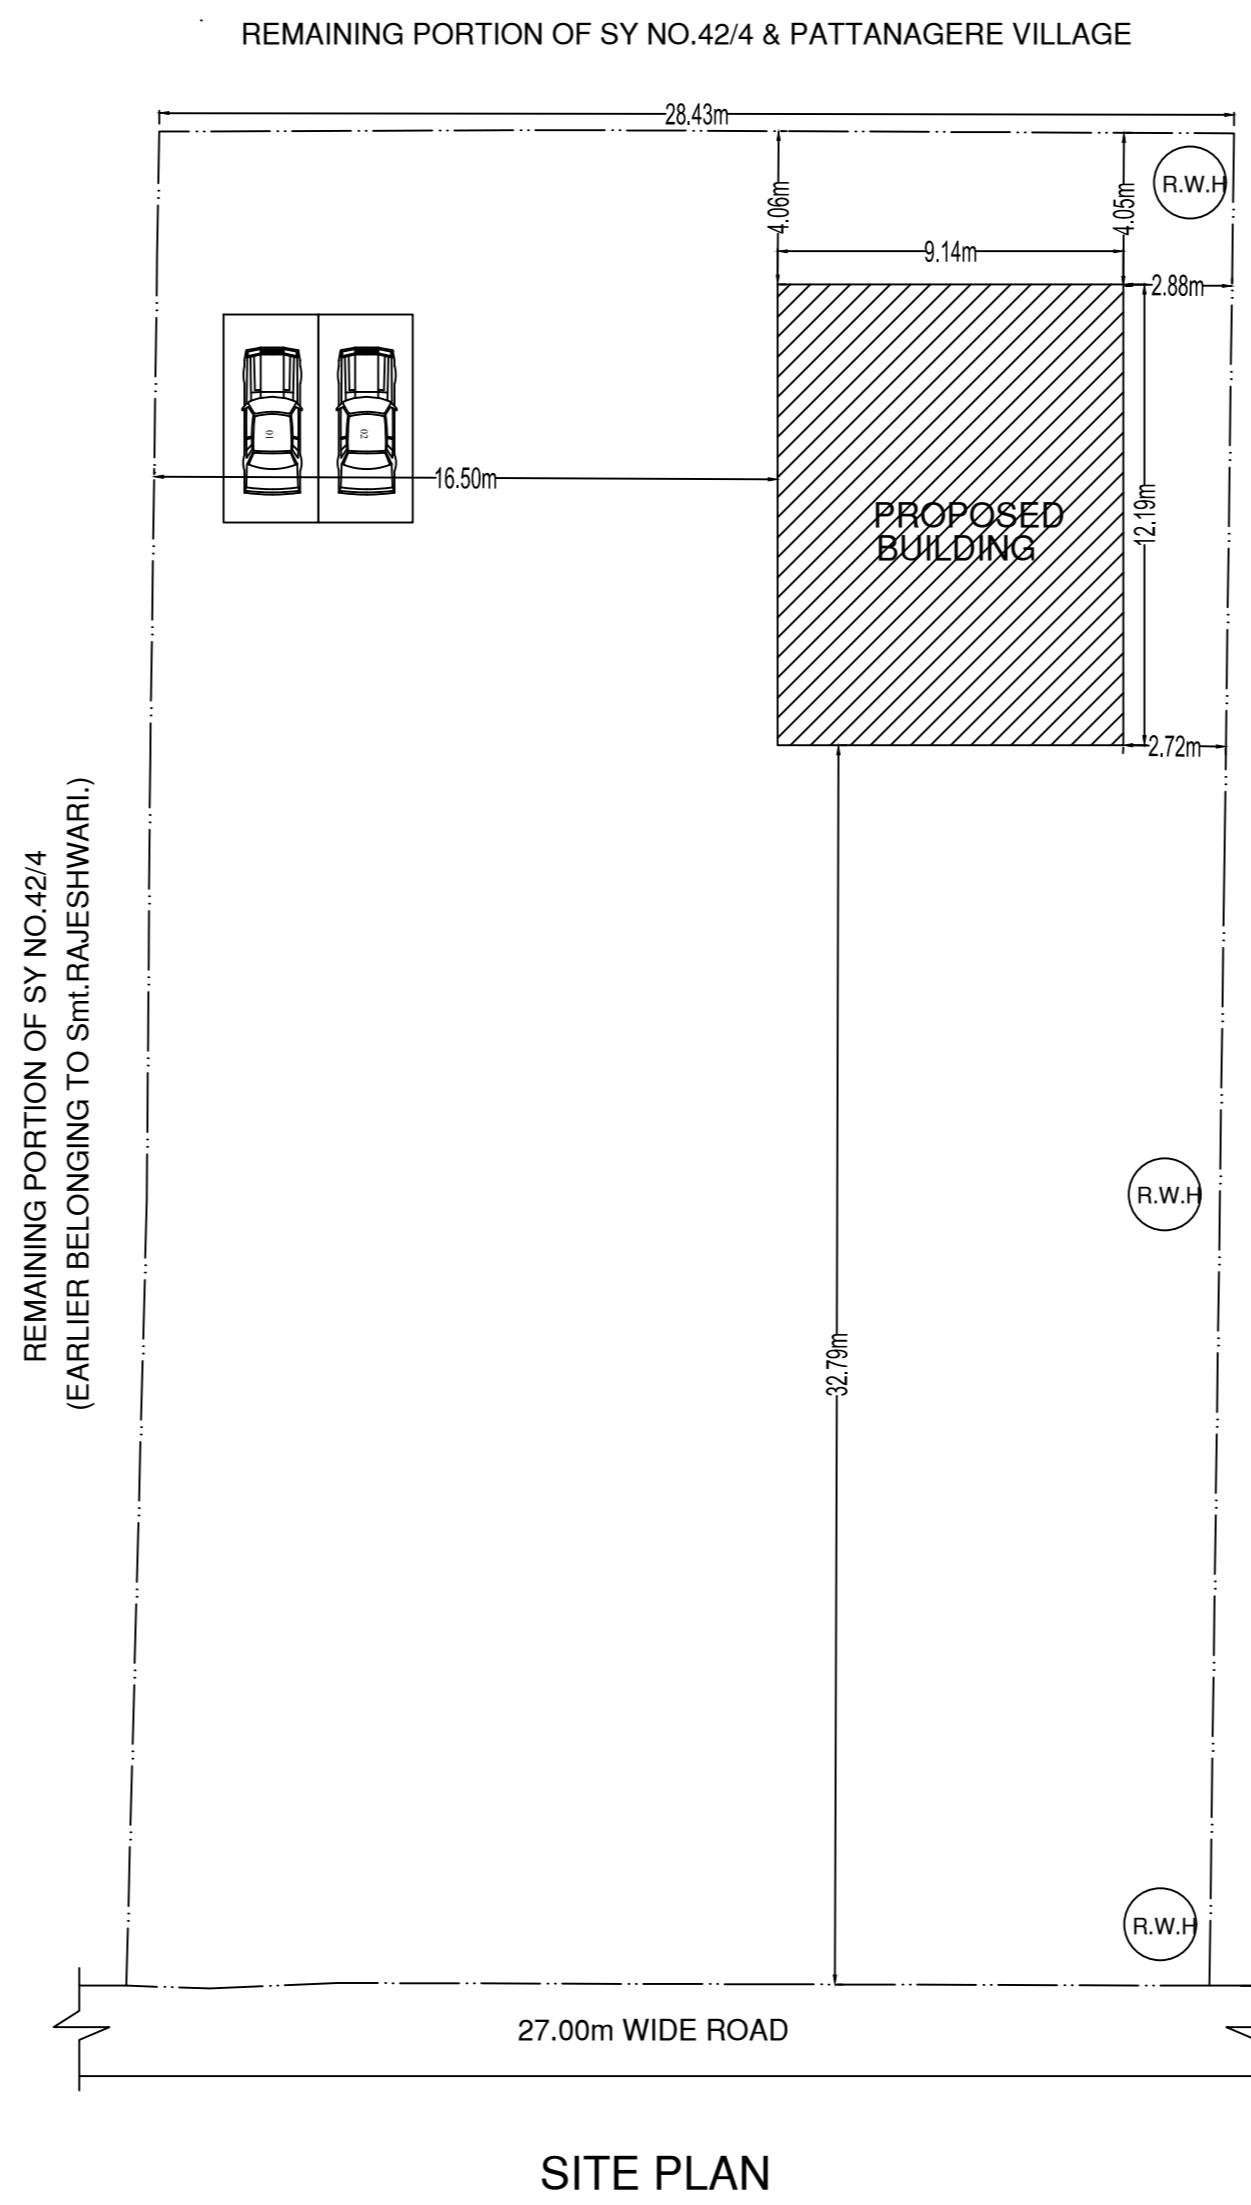 REMAINING PORTION OF SY NO.42/4 & PATTANAGERE VILLAGE
28.43m
4.06m
4.05m
R.W.H
9.14m
2.88m
01
02
16.50m
12.19m
PROPOSED
BUILDING
2.72m
REMAINING PORTION OF SY NO.42/4
(EARLIER BELONGING TO Smt.RAJESHWARI.)
R.W.H
32.79m
R.W.H
27.00m WIDE ROAD
SITE PLAN